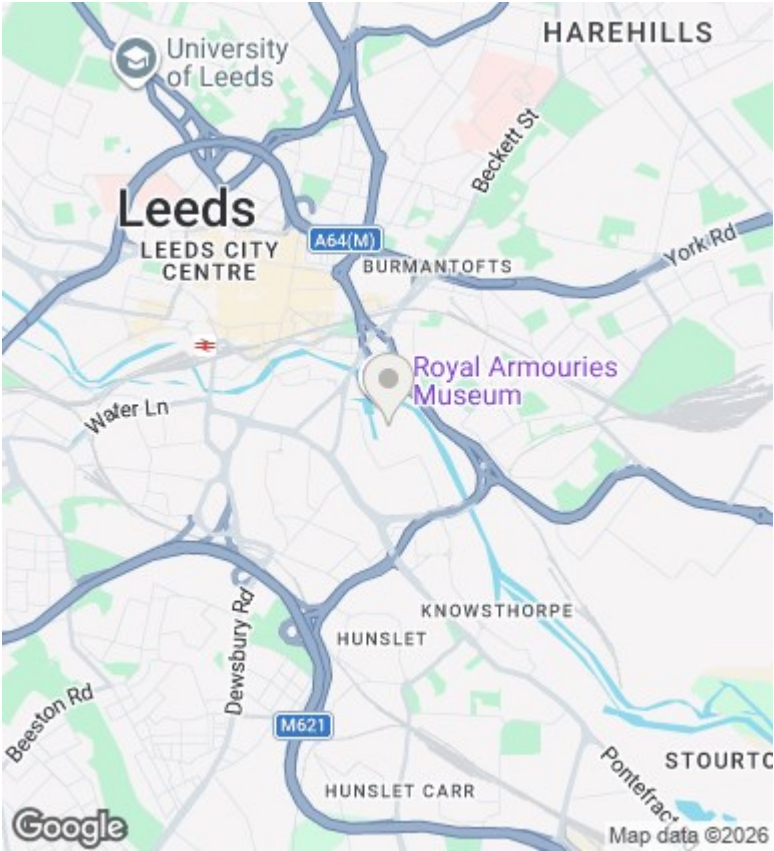 HAREHILLS
University
of Leeds
Beckett St
Leeds
A64(M)
York Rd
LEEDS CITY
CENTRE
BURMANTOFTS
Royal Armouries
Museum
Water Ln
KNOWSTHORPE
HUNSLET
Dewsbury Rd
Beeston Rd
M621
STOURTO
Pontefract
HUNSLET CARR
Google
Map data ©2026